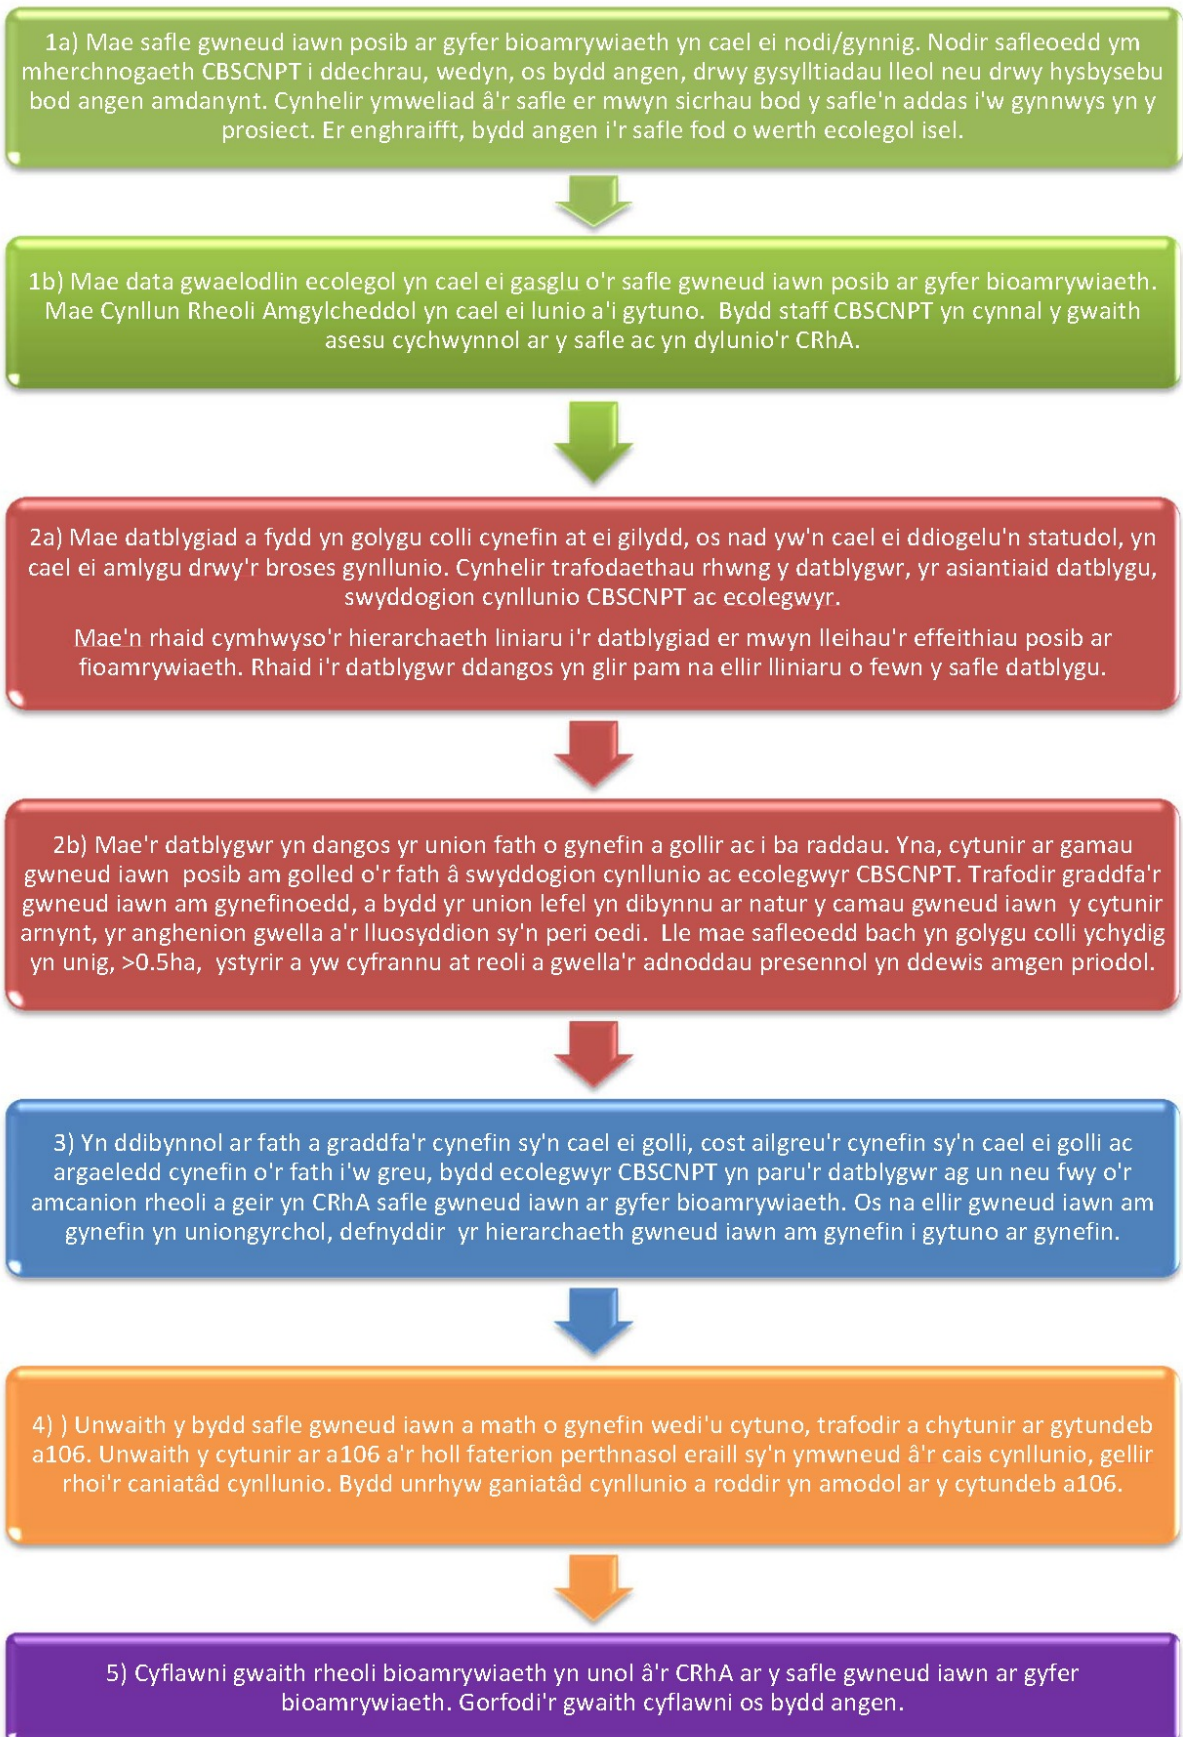 1a) Mae safle gwneud iawn posib ar gyfer bioamrywiaeth yn cael ei nodi/gynnig. Nodir safleoedd ym
mherchnogaeth CBSCNPT i ddechrau, wedyn, os bydd angen, drwy gysylltiadau lleol neu drwy hysbysebu
bod angen amdanynt. Cynhelir ymweliad â'r safle er mwyn sicrhau bod y safle'n addas i'w gynnwys yn y
prosiect. Er enghraifft, bydd angen i'r safle fod o werth ecolegol isel.
1b) Mae data gwaelodlin ecolegol yn cael ei gasglu o'r safle gwneud iawn posib ar gyfer bioamrywiaeth.
Mae Cynllun Rheoli Amgylcheddol yn cael ei lunio a'i gytuno. Bydd staff CBSCNPT yn cynnal y gwaith
asesu cychwynnol ar y safle ac yn dylunio'r CRhA.
2a) Mae datblygiad a fydd yn golygu colli cynefin at ei gilydd, os nad yw'n cael ei ddiogelu'n statudol, yn
cael ei amlygu drwy'r broses gynllunio. Cynhelir trafodaethau rhwng y datblygwr, yr asiantiaid datblygu,
swyddogion cynllunio CBSCNPT ac ecolegwyr.
Mae'n rhaid cymhwyso'r hierarchaeth liniaru i'r datblygiad er mwyn lleihau'r effeithiau posib ar
fioamrywiaeth. Rhaid i'r datblygwr ddangos yn glir pam na ellir lliniaru o fewn y safle datblygu.
2b) Mae'r datblygwr yn dangos yr union fath o gynefin a gollir ac i ba raddau. Yna, cytunir ar gamau
gwneud iawn posib am golled o'r fath â swyddogion cynllunio ac ecolegwyr CBSCNPT. Trafodir graddfa'r
gwneud iawn am gynefinoedd, a bydd yr union lefel yn dibynnu ar natur y camau gwneud iawn y cytunir
arnynt, yr anghenion gwella a'r lluosyddion sy'n peri oedi. Lle mae safleoedd bach yn golygu colli ychydig
yn unig, >0.5ha, ystyrir a yw cyfrannu at reoli a gwella'r adnoddau presennol yn ddewis amgen priodol.
3) Yn ddibynnol ar fath a graddfa'r cynefin sy'n cael ei golli, cost ailgreu'r cynefin sy'n cael ei golli ac
argaeledd cynefin o'r fath i'w greu, bydd ecolegwyr CBSCNPT yn paru'r datblygwr ag un neu fwy o'r
amcanion rheoli a geir yn CRhA safle gwneud iawn ar gyfer bioamrywiaeth. Os na ellir gwneud iawn am
gynefin yn uniongyrchol, defnyddir yr hierarchaeth gwneud iawn am gynefin i gytuno ar gynefin.
4) ) Unwaith y bydd safle gwneud iawn a math o gynefin wedi'u cytuno, trafodir a chytunir ar gytundeb
a106. Unwaith y cytunir ar a106 a'r holl faterion perthnasol eraill sy'n ymwneud â'r cais cynllunio, gellir
rhoi'r caniatâd cynllunio. Bydd unrhyw ganiatâd cynllunio a roddir yn amodol ar y cytundeb a106.
5) Cyflawni gwaith rheoli bioamrywiaeth yn unol â'r CRhA ar y safle gwneud iawn ar gyfer
bioamrywiaeth. Gorfodi'r gwaith cyflawni os bydd angen.